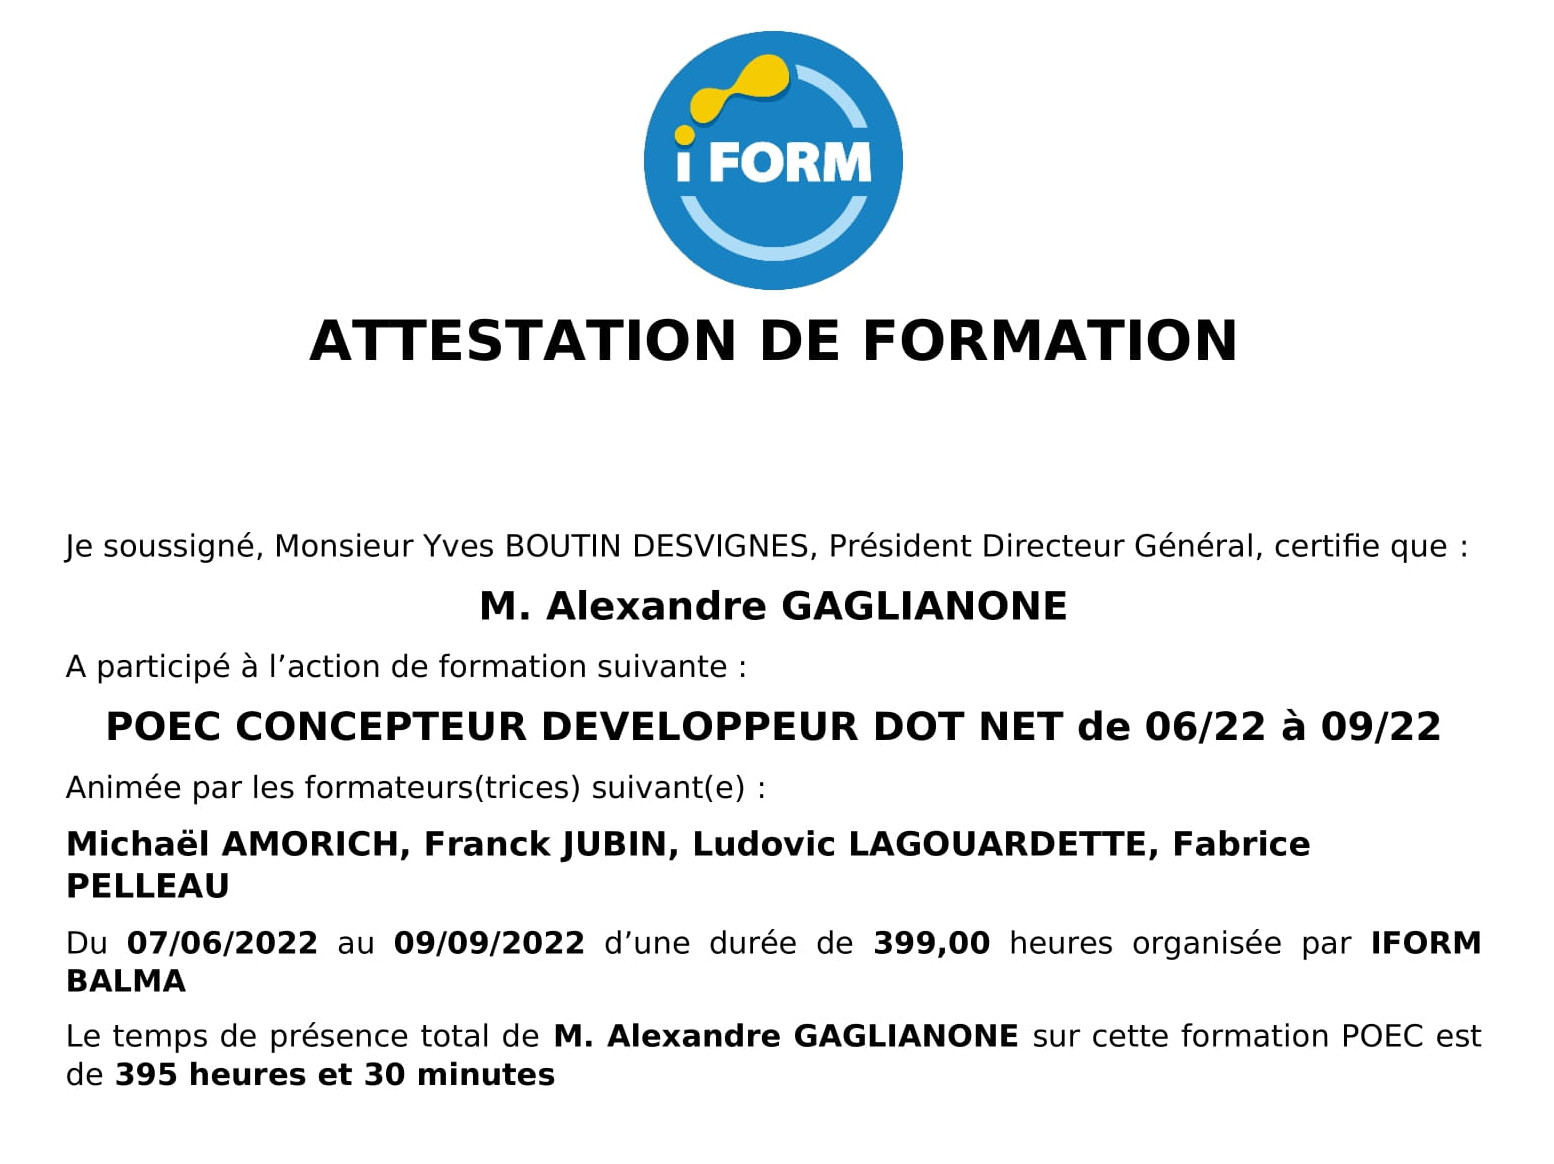 i FORM
ATTESTATION DE FORMATION
Je soussigné, Monsieur Yves BOUTIN DESVIGNES, Président Directeur Général, certifie que :
M. Alexandre GAGLIANONE
A participé à l’action de formation suivante :
POEC CONCEPTEUR DEVELOPPEUR DOT NET de 06/22 à 09/22
Animée par les formateurs(trices) suivant(e) :
Michaël AMORICH, Franck JUBIN, Ludovic LAGOUARDETTE, Fabrice
PELLEAU
Du 07/06/2022 au 09/09/2022 d’une durée de 399,00 heures organisée par IFORM
BALMA
Le temps de présence total de M. Alexandre GAGLIANONE sur cette formation POEC est
de 395 heures et 30 minutes